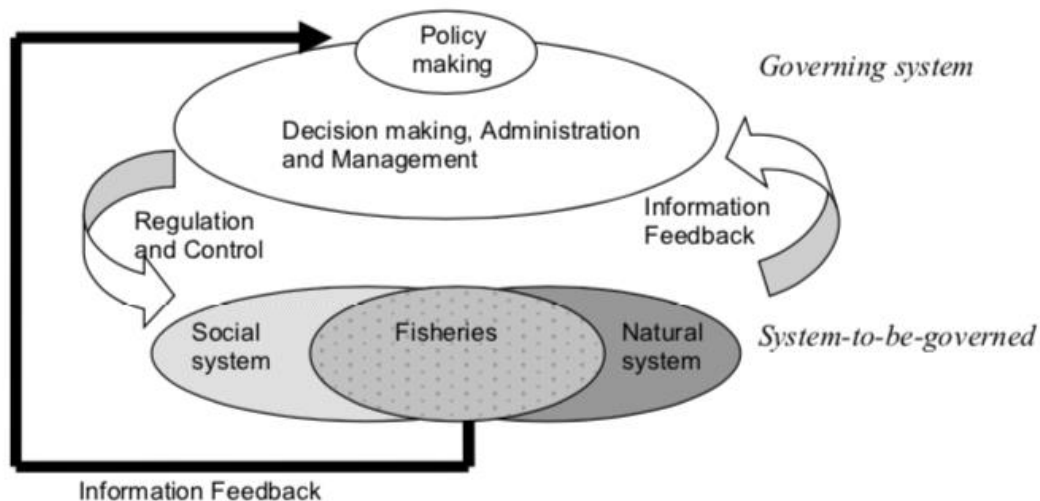 Policy
making
Governing system
Decision making, Administration
and Management
Regulation
and Control
Information
Feedback
Social
system
Fisheries
Natural
system
System-to-be-governed
Information Feedback